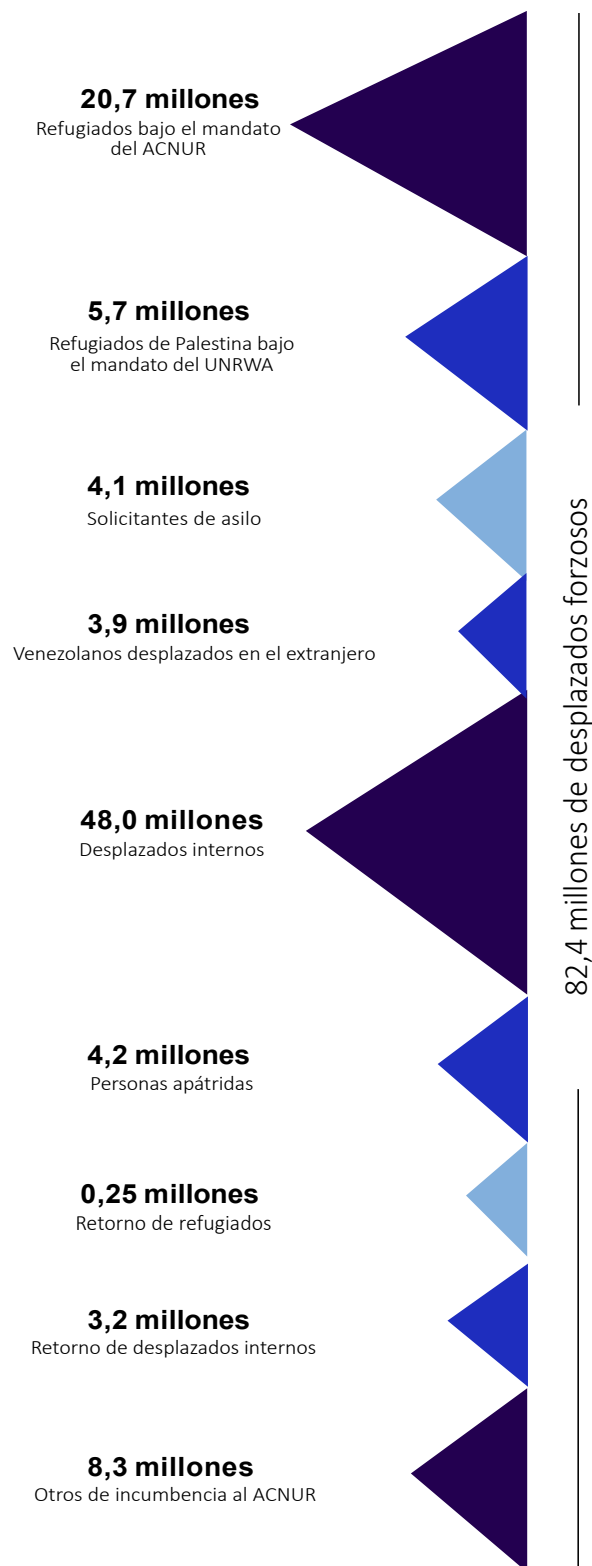 20,7 millones
Refugiados bajo el mandato
del ACNUR
5,7 millones
Refugiados de Palestina bajo
el mandato del UNRWA
4,1 millones
Solicitantes de asilo
3,9 millones
Venezolanos desplazados en el extranjero
48,0 millones
Desplazados internos
4,2 millones
Personas apátridas
0,25 millones
Retorno de refugiados
3,2 millones
Retorno de desplazados internos
8,3 millones
Otros de incumbencia al ACNUR
82,4 millones de desplazados forzosos